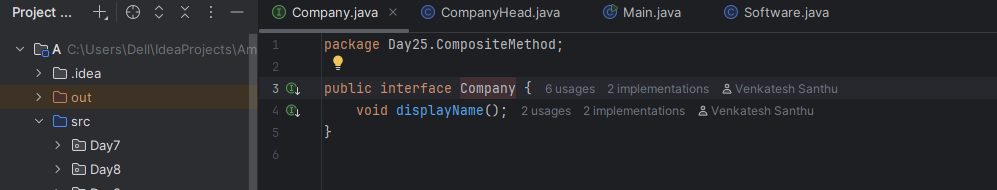 Project ...
A C:\Users\Dell\IdeaProjects\Am
.idea
out
src
Day7
Day8
Company.java CompanyHead.java Main.java Software.java
1 package Day25.CompositeMethod;
2
3 public interface Company { 6 usages 2 implementations Venkatesh Santhu
4 void displayName(); 2 usages 2 implementations Venkatesh Santhu
5 }
6